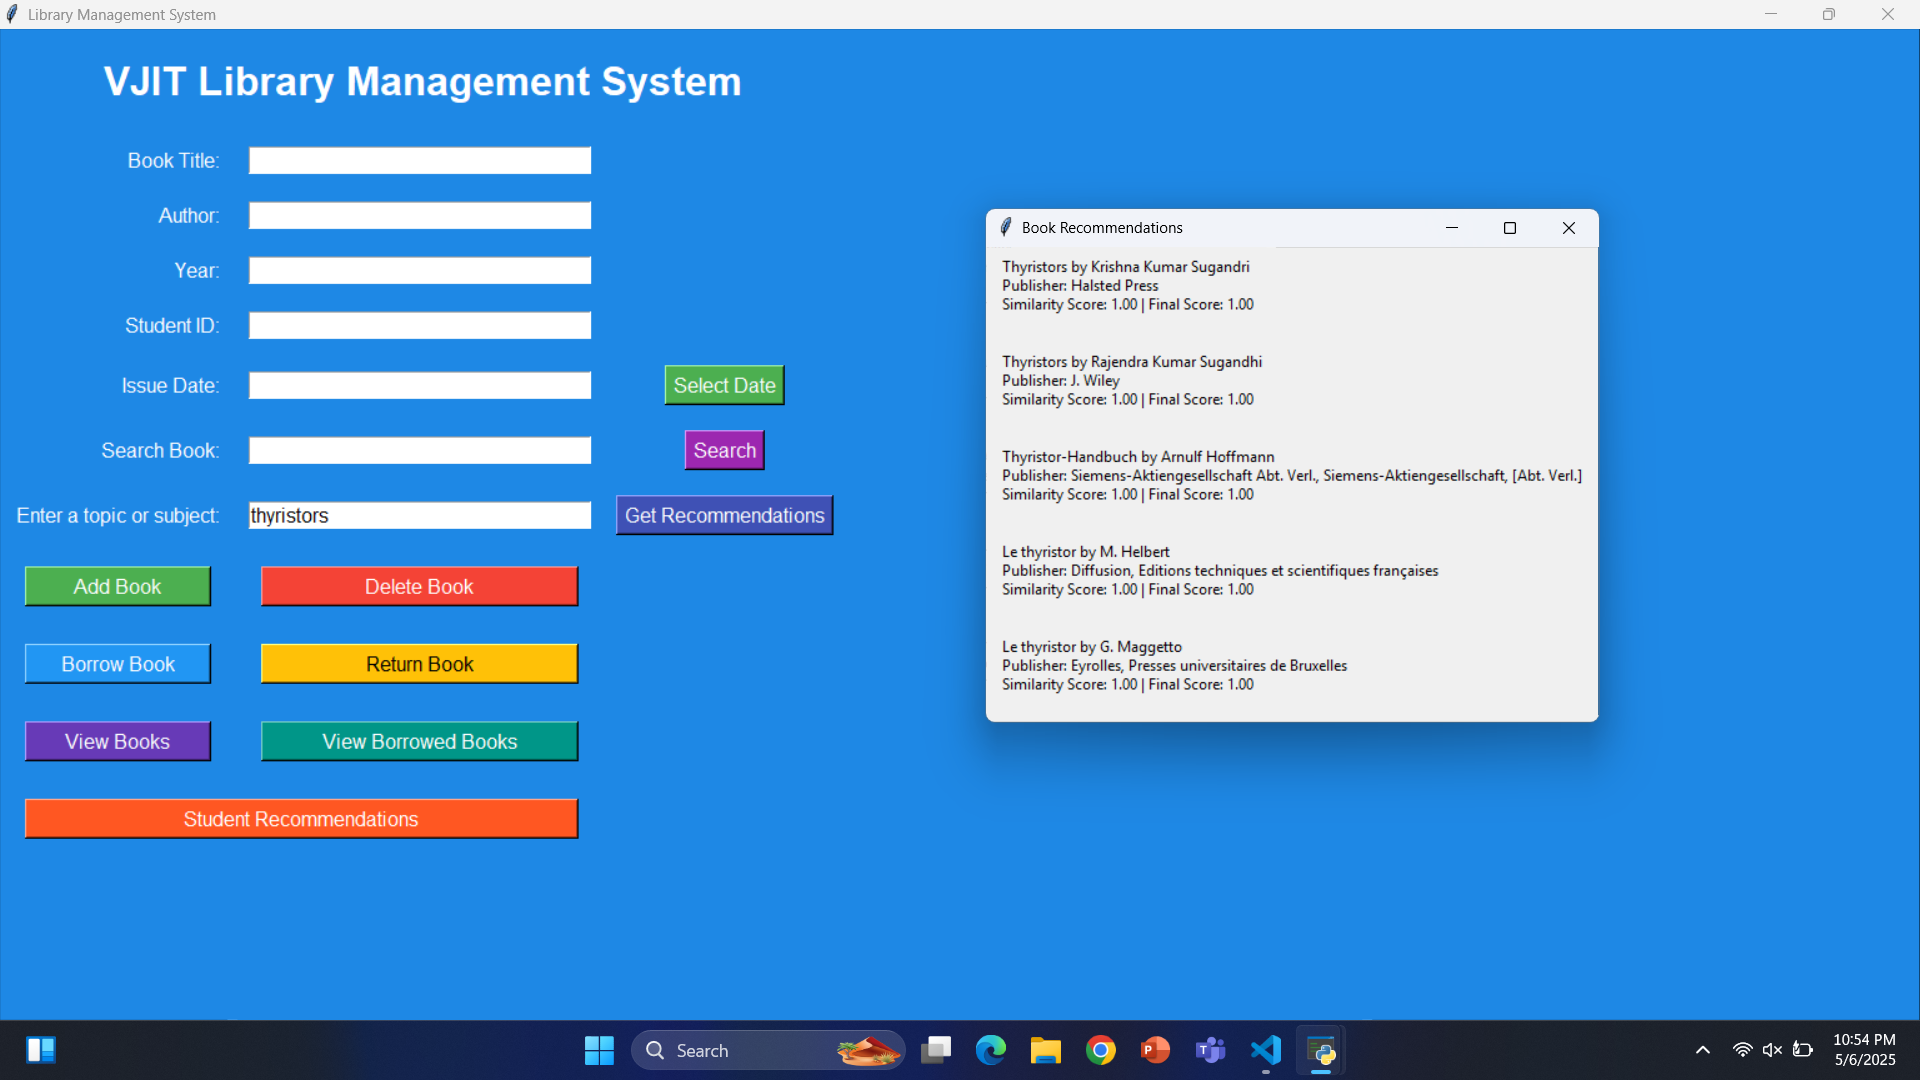 Library Management System
VJIT Library Management System
Book Title:
Author:
Year:
Student ID:
Issue Date:
Select Date
Search Book:
Search
Enter a topic or subject:
thyristors
Get Recommendations
Add Book
Delete Book
Borrow Book
Return Book
View Books
View Borrowed Books
Student Recommendations
Book Recommendations
Thyristors by Krishna Kumar Sugandri
Publisher: Halsted Press
Similarity Score: 1.00 | Final Score: 1.00
Thyristors by Rajendra Kumar Sugandhi
Publisher: J. Wiley
Similarity Score: 1.00 | Final Score: 1.00
Thyristor-Handbuch by Arnulf Hoffmann
Publisher: Siemens-Aktiengesellschaft Abt. Verl., Siemens-Aktiengesellschaft, [Abt. Verl.]
Similarity Score: 1.00 | Final Score: 1.00
Le thyristor by M. Helbert
Publisher: Diffusion, Editions techniques et scientifiques françaises
Similarity Score: 1.00 | Final Score: 1.00
Le thyristor by G. Maggetto
Publisher: Eyrolles, Presses universitaires de Bruxelles
Similarity Score: 1.00 | Final Score: 1.00
Search
10:54 PM
5/6/2025